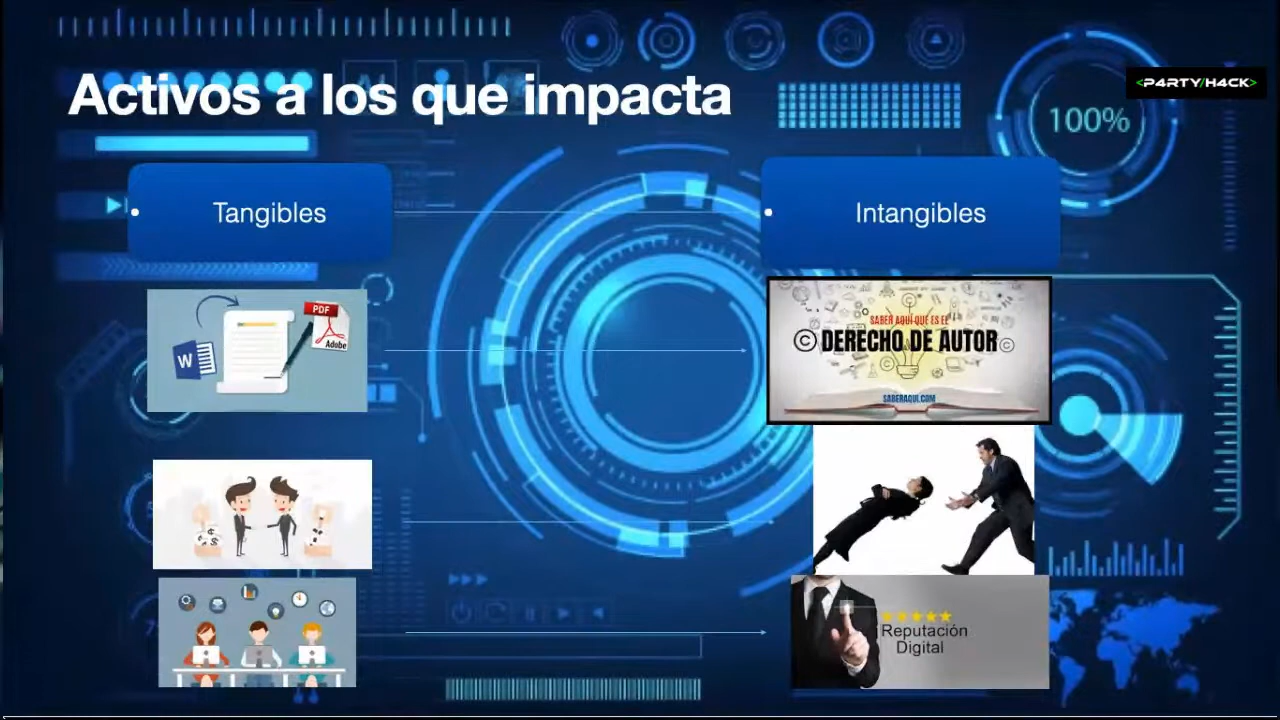 Activos a los que impacta
<P4RTY/H4CK>
100%
Tangibles
Intangibles
PDF
Adobe
W
SABER AQUÍ QUE ES EL
© DERECHO DE AUTOR ©
SABERAQUI.COM
Reputación
Digital